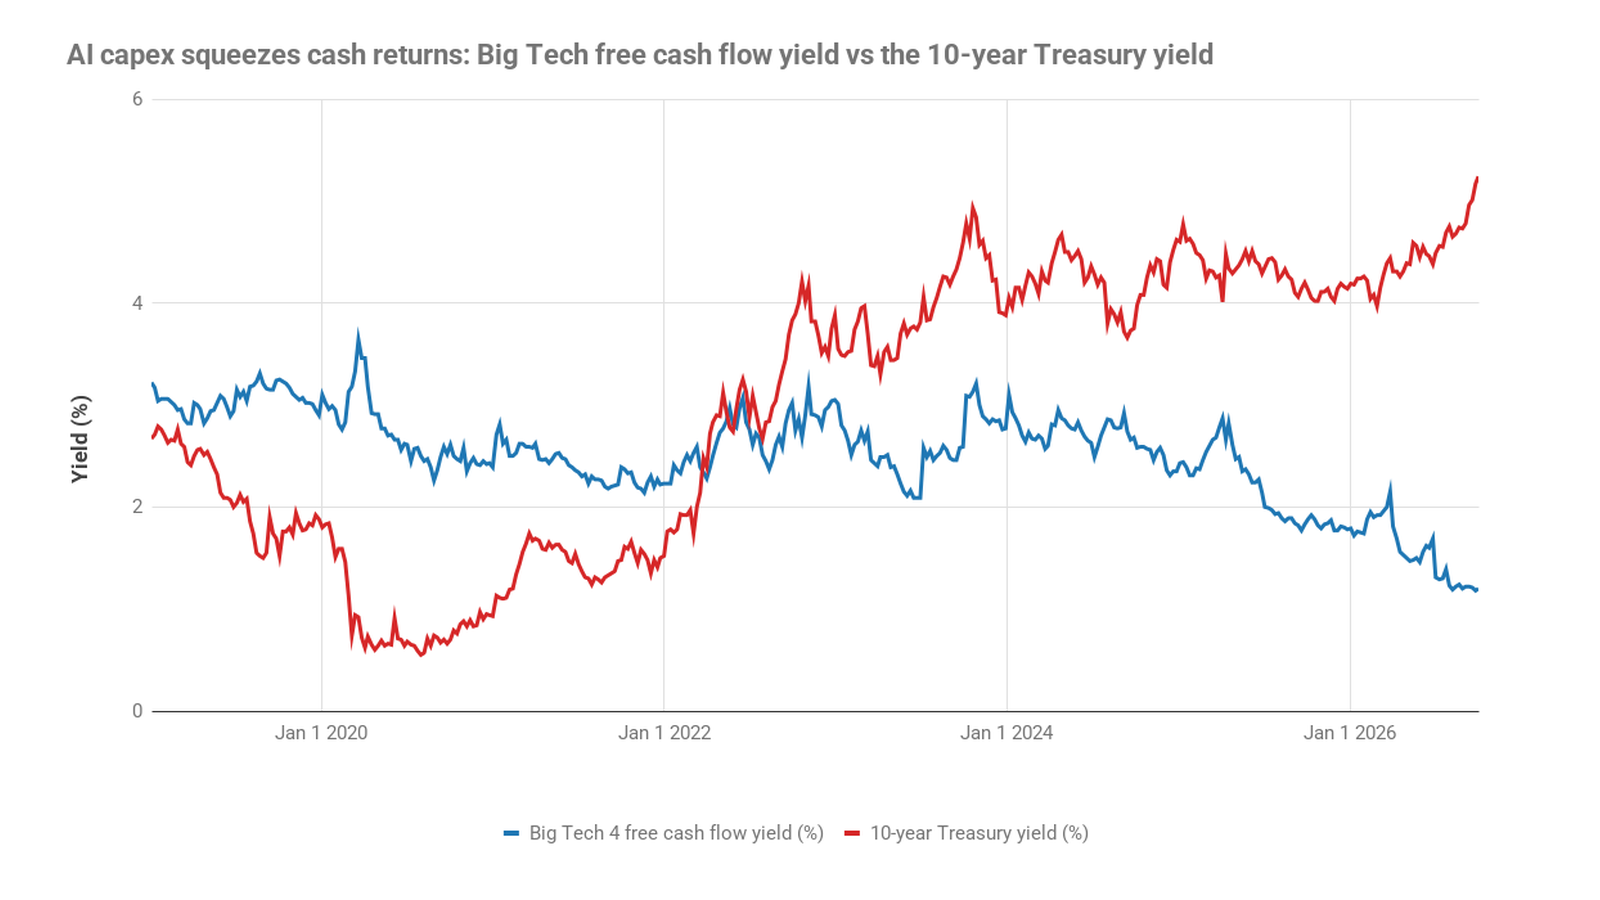 AI capex squeezes cash returns: Big Tech free cash flow yield vs the 10-year Treasury yield
6
4
2
0
Yield (%)
Jan 1 2020
Jan 1 2022
Jan 1 2024
Jan 1 2026
Big Tech 4 free cash flow yield (%)
10-year Treasury yield (%)